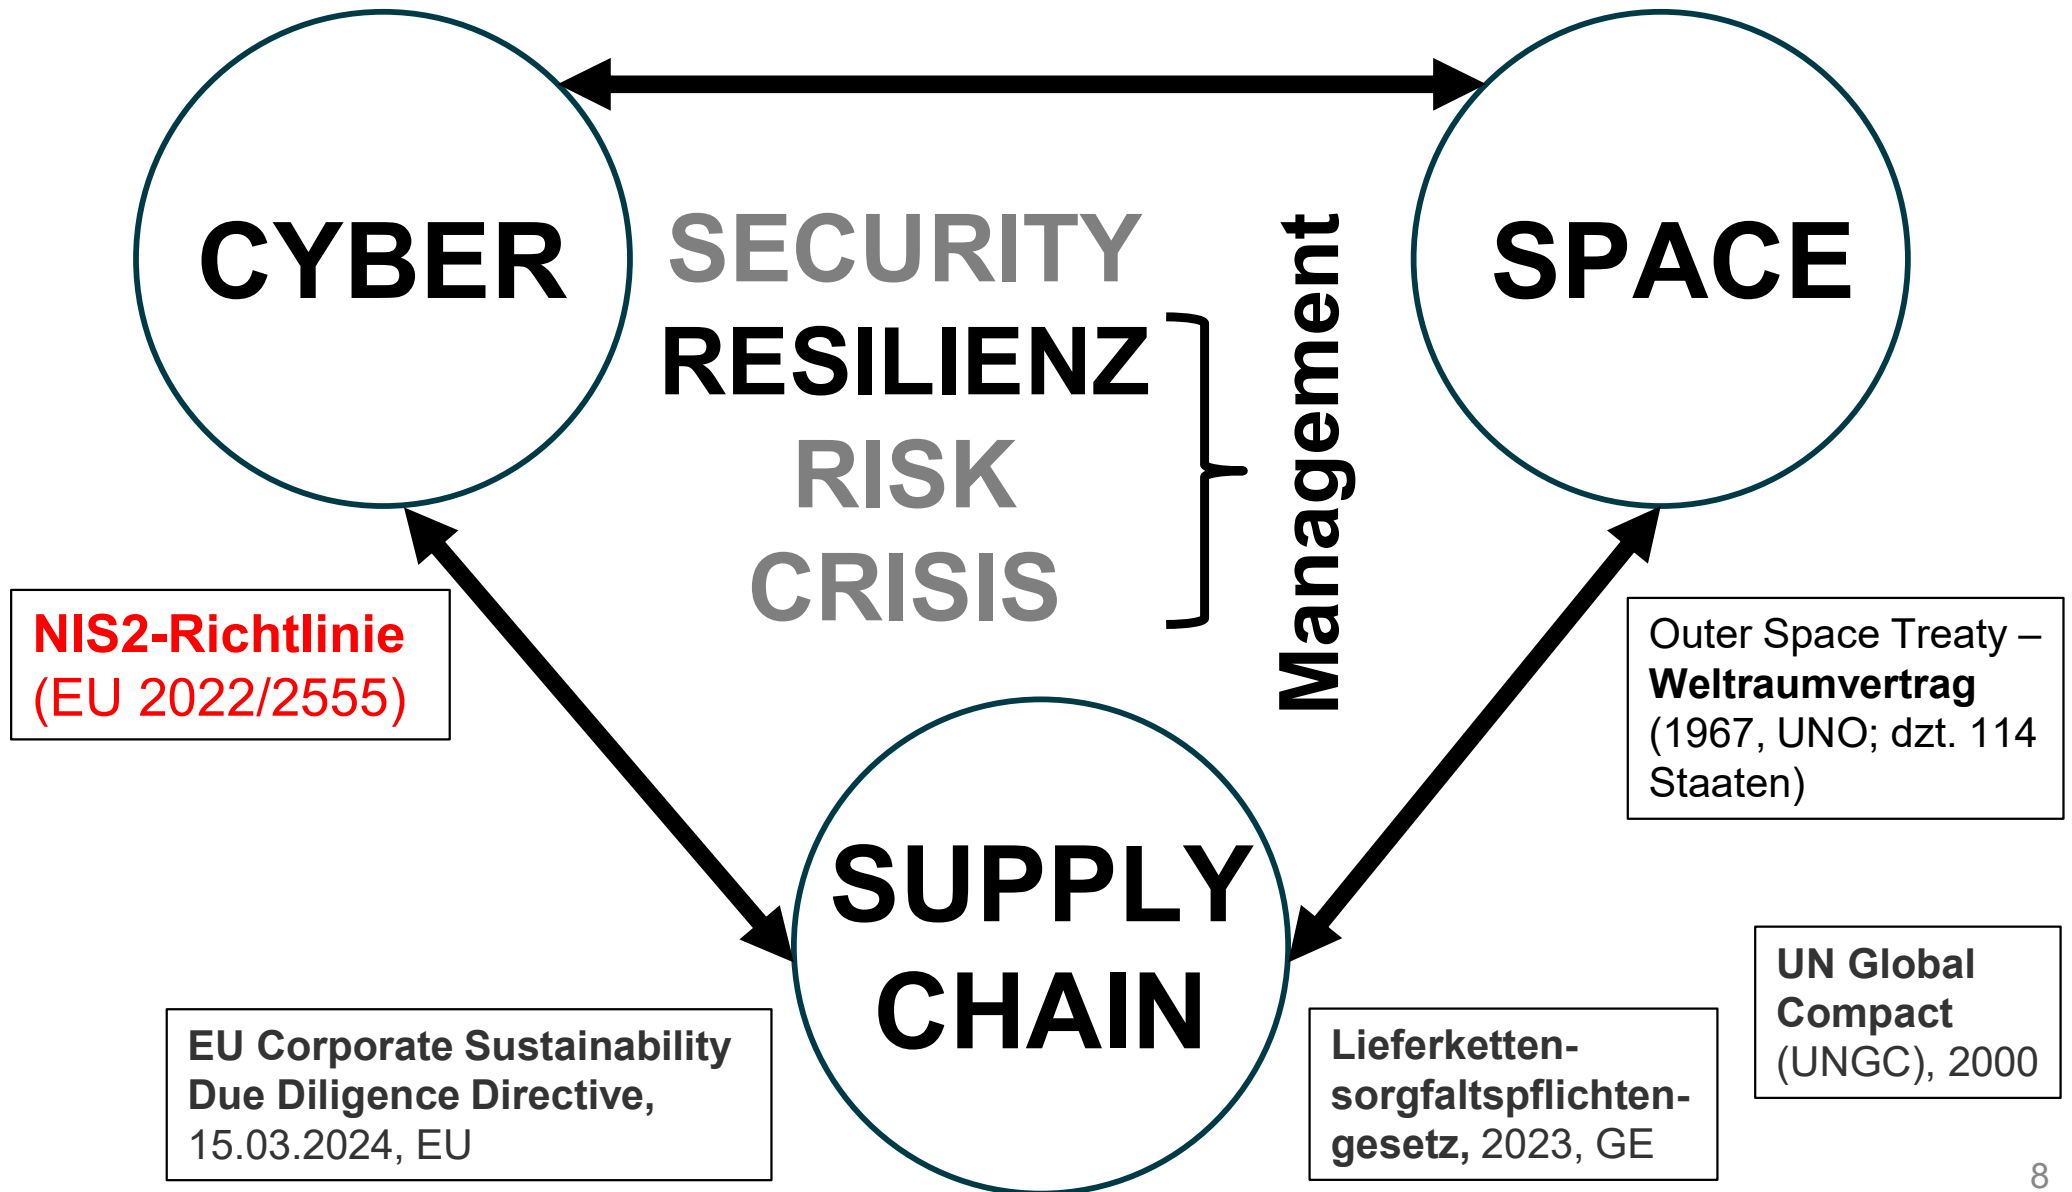 CYBER
SECURITY
RESILIENZ
RISK
CRISIS
Management
SPACE
NIS2-Richtlinie
(EU 2022/2555)
Outer Space Treaty –
Weltraumvertrag
(1967, UNO; dzt. 114
Staaten)
SUPPLY
CHAIN
EU Corporate Sustainability
Due Diligence Directive,
15.03.2024, EU
Lieferketten-
sorgfaltspflichten-
gesetz, 2023, GE
UN Global
Compact
(UNGC), 2000
8